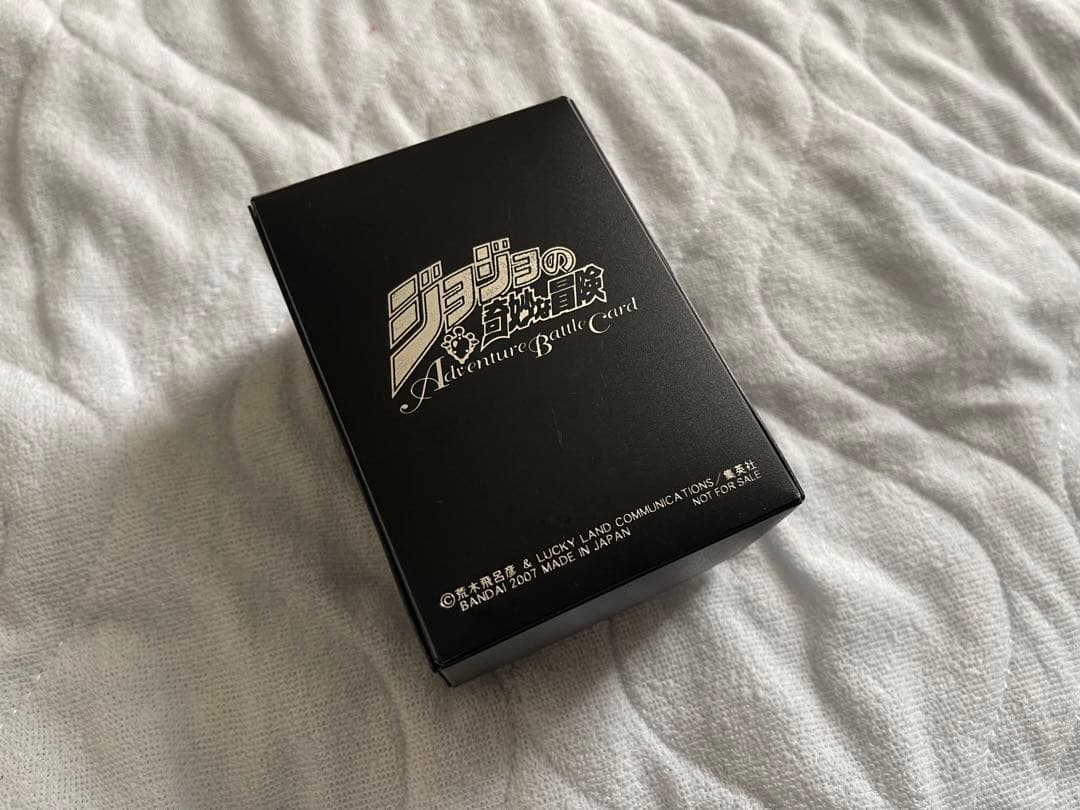 ジョジョの
奇妙な冒険
Adventure Battle Card
©荒木飛呂彦 & LUCKY LAND COMMUNICATIONS/集英社
BANDAI 2007 MADE IN JAPAN
NOT FOR SALE